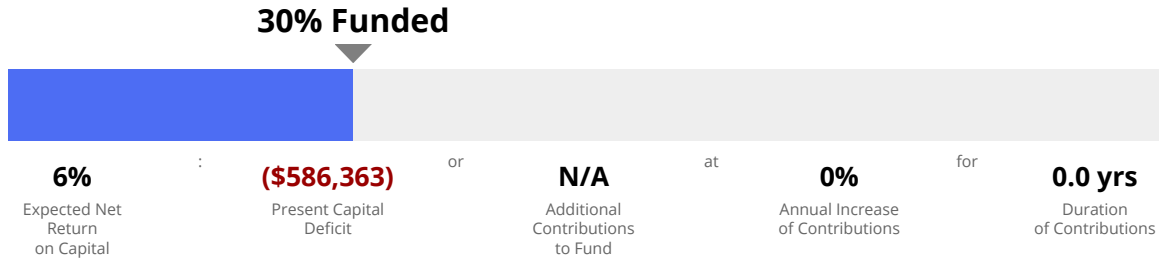 30% Funded
6%
Expected Net
Return
on Capital
:
($586,363)
Present Capital
Deficit
or
N/A
Additional
Contributions
to Fund
at
0%
Annual Increase
of Contributions
for
0.0 yrs
Duration
of Contributions